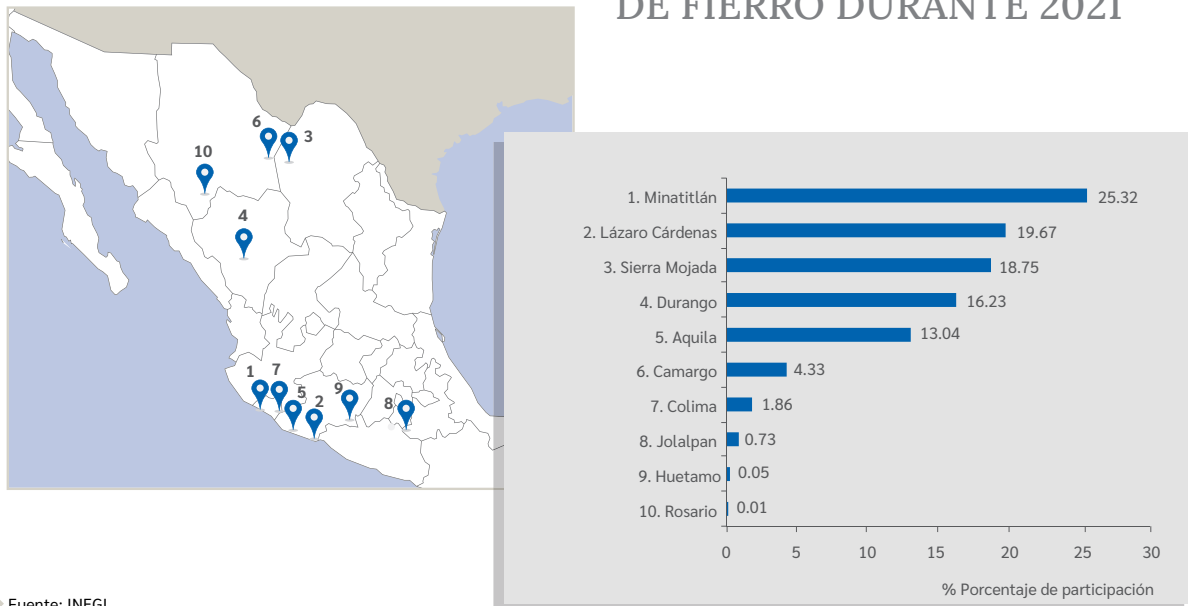 DE FIERRO DURANTE 2021
6
3
10
4
1
7
5
2
9
8
1. Minatitlán 25.32
2. Lázaro Cárdenas 19.67
3. Sierra Mojada 18.75
4. Durango 16.23
5. Aquila 13.04
6. Camargo 4.33
7. Colima 1.86
8. Jolalpan 0.73
9. Huetamo 0.05
10. Rosario 0.01
0 5 10 15 20 25 30
% Porcentaje de participación
Fuente: INEGI